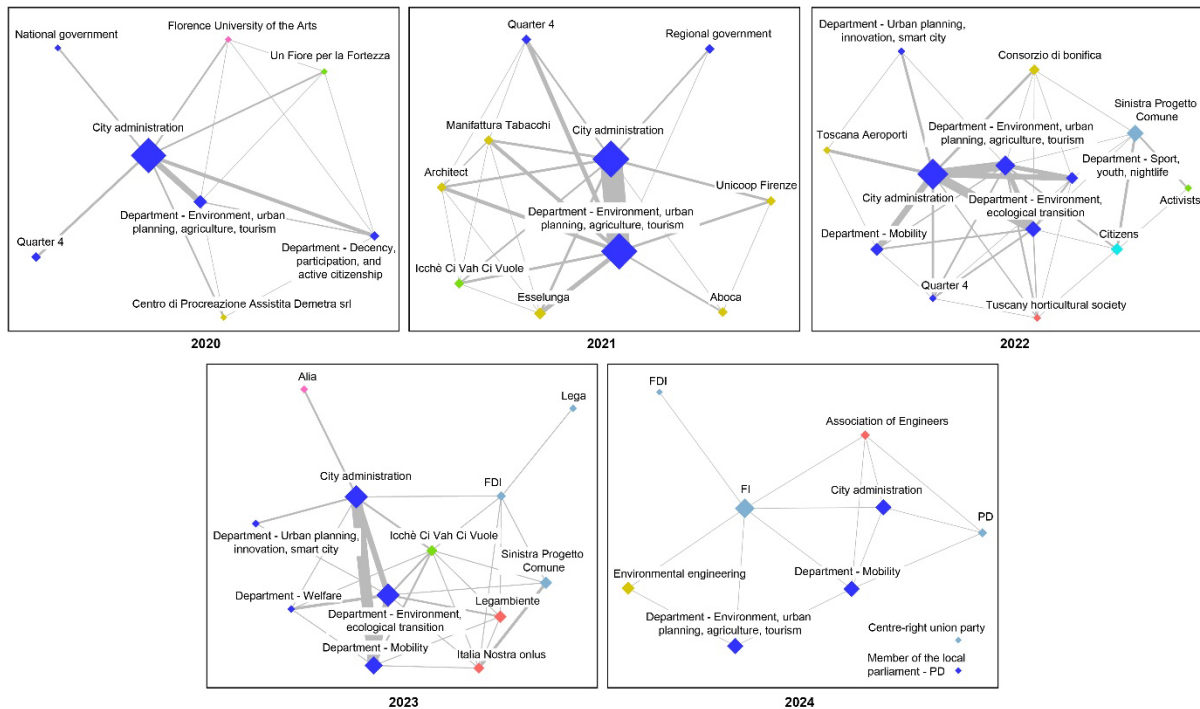 Florence University of the Arts
National government
Un Fiore per la Fortezza
City administration
Department - Environment, urban
planning, agriculture, tourism
Quarter 4
Department - Decency,
participation, and
active citizenship
Centro di Procreazione Assistita Demetra srl
2020
Quarter 4
Regional government
Manifattura Tabacchi
City administration
Architect
Unicoop Firenze
Department - Environment, urban
planning, agriculture, tourism
Icchè Ci Vah Ci Vuole
Esselunga
Aboca
2021
Department - Urban planning,
innovation, smart city
Consorzio di bonifica
Sinistra Progetto
Comune
Toscana Aeroporti
Department - Environment, urban
planning, agriculture, tourism
Department - Sport,
youth, nightlife
City administration
Department - Environment,
ecological transition
Activists
Department - Mobility
Citizens
Quarter 4
Tuscany horticultural society
2022
Alia
Lega
City administration
FDI
Department - Urban planning,
innovation, smart city
Icchè Ci Vah Ci Vuole
Sinistra Progetto
Comune
Department - Welfare
Legambiente
Department - Environment,
ecological transition
Department - Mobility
Italia Nostra onlus
2023
FDI
Association of Engineers
FI
City administration
PD
Environmental engineering
Department - Mobility
Department - Environment, urban
planning, agriculture, tourism
Centre-right union party
Member of the local
parliament - PD
2024